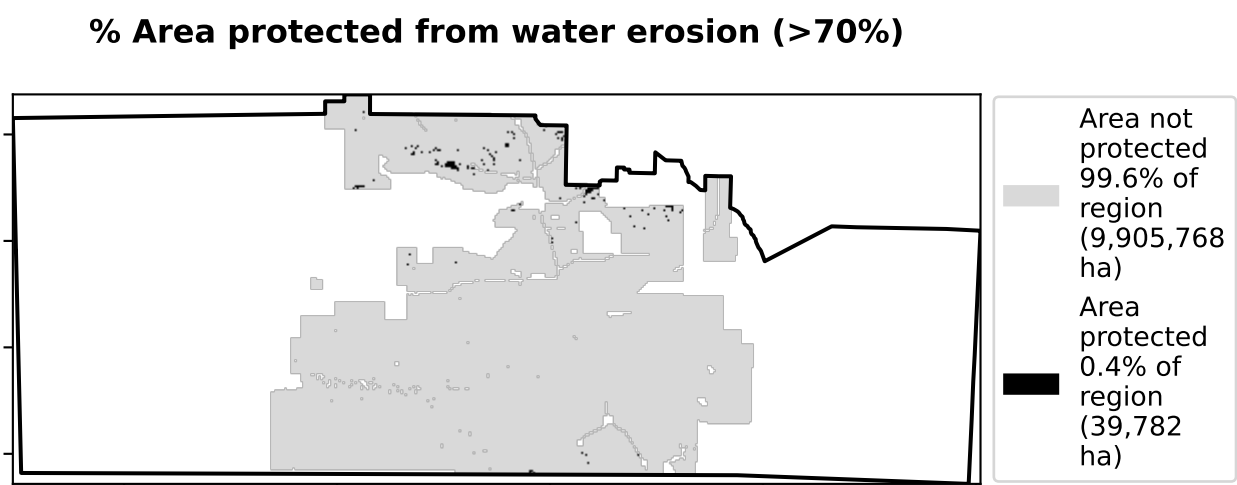 % Area protected from water erosion (>70%)
Area not
protected
99.6% of
region
(9,905,768
ha)
Area
protected
0.4% of
region
(39,782
ha)